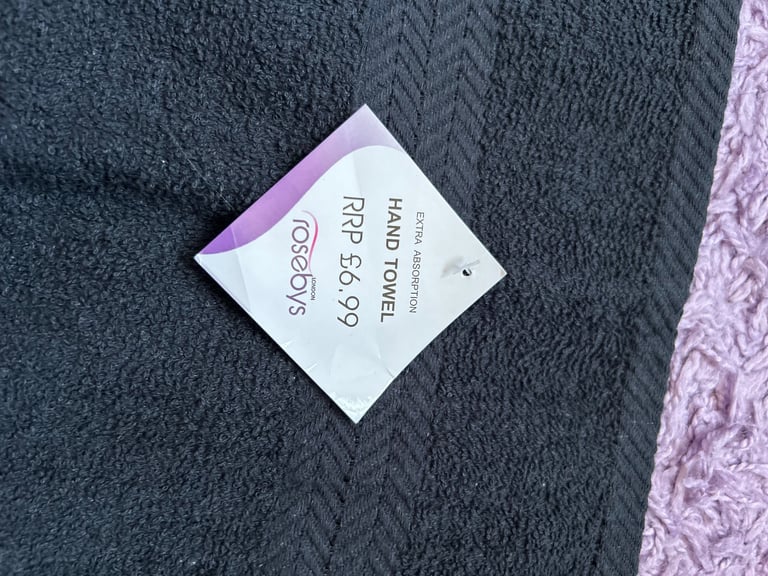 EXTRA ABSORPTION
HAND TOWEL
RRP £6.99
LONDON
rosebys